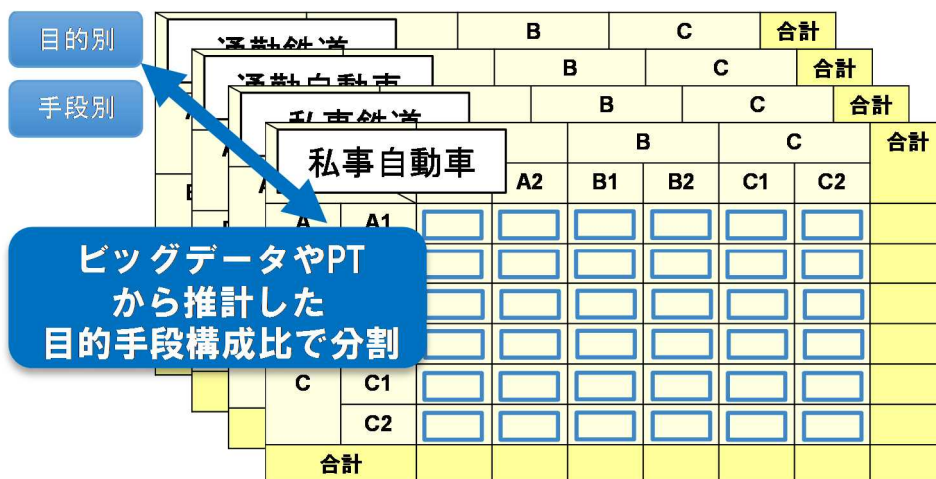 目的別
手段別
通勤鉄道
B
C
合計
通勤自動車
B
C
合計
私事鉄道
B
C
合計
私事自動車
B
C
合計
A2
B1
B2
C1
C2
A
A1
ビッグデータやPT
から推計した
目的手段構成比で分割
C
C1
C2
合計